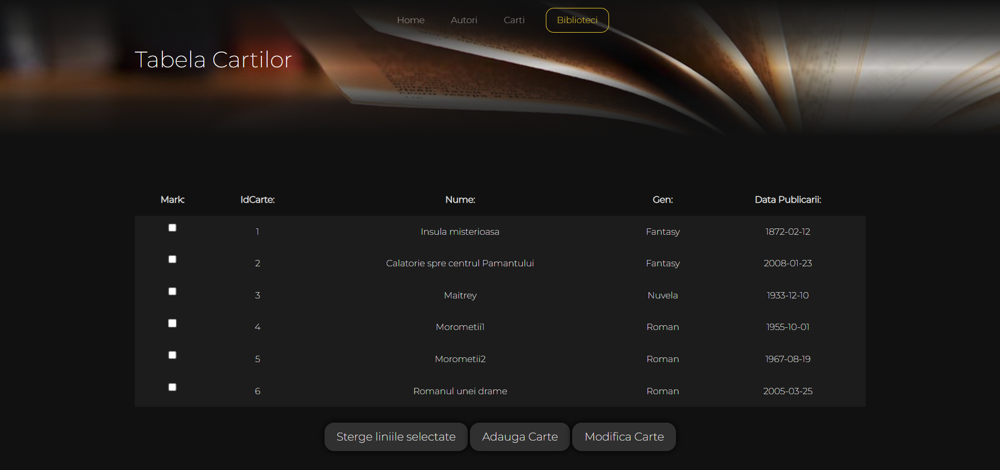 Home Autori Carti Biblioteci
Tabela Cartilor
Mark: IdCarte: Nume: Gen: Data Publicarii:
1 Insula misterioasa Fantasy 1872-02-12
2 Calatorie spre centrul Pamantului Fantasy 2008-01-23
3 Maitrey Nuvela 1933-12-10
4 Morometii1 Roman 1955-10-01
5 Morometii2 Roman 1967-08-19
6 Romanul unei drame Roman 2005-03-25
Sterge liniile selectate Adauga Carte Modifica Carte